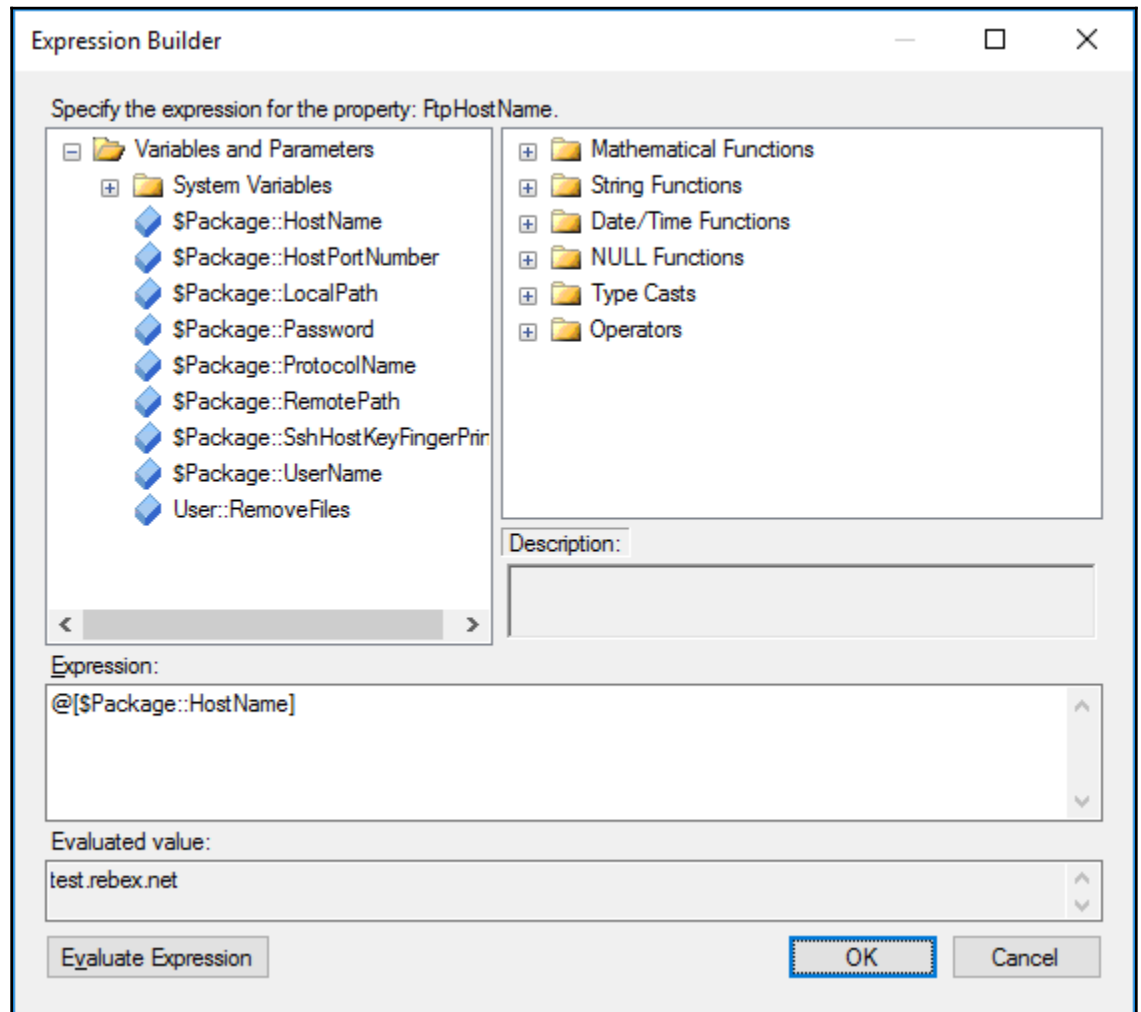 Expression Builder
Specify the expression for the property: FtpHostName.
Variables and Parameters
System Variables
$Package::HostName
$Package::HostPortNumber
$Package::LocalPath
$Package::Password
$Package::ProtocolName
$Package::RemotePath
$Package::SshHostKeyFingerPrin
$Package::UserName
User::RemoveFiles
Mathematical Functions
String Functions
Date/Time Functions
NULL Functions
Type Casts
Operators
Description:
Expression:
@[$Package::HostName]
Evaluated value:
test.rebex.net
Evaluate Expression
OK
Cancel